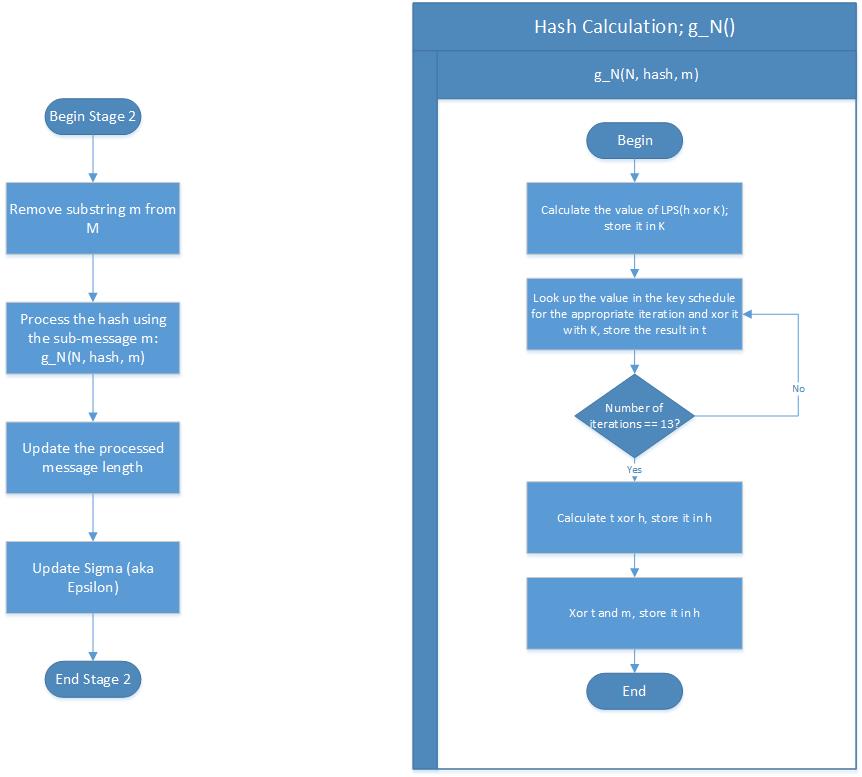 Begin Stage 2
Remove substring m from
M
Process the hash using
the sub-message m:
g_N(N, hash, m)
Update the processed
message length
Update Sigma (aka
Epsilon)
End Stage 2
Hash Calculation; g_N()
g_N(N, hash, m)
Begin
Calculate the value of LPS(h xor K);
store it in K
Look up the value in the key schedule
for the appropriate iteration and xor it
with K, store the result in t
Number of
iterations == 13?
No
Yes
Calculate t xor h, store it in h
Xor t and m, store it in h
End